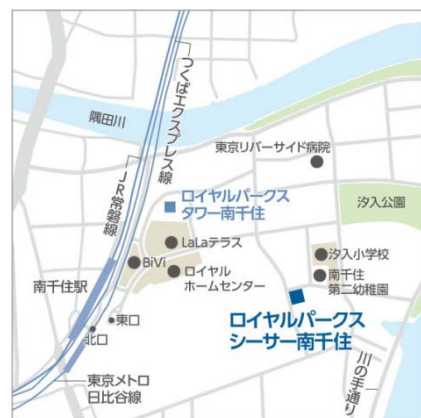 つくばエクスプレス線
隅田川
JR常磐線
東京リバーサイド病院
ロイヤルパークス
タワー南千住
汐入公園
LaLaテラス
BiVi
ロイヤル
ホームセンター
汐入小学校
南千住
第二幼稚園
南千住駅
東口
北口
ロイヤルパークス
シーサー南千住
東京メトロ
日比谷線
川の手通り